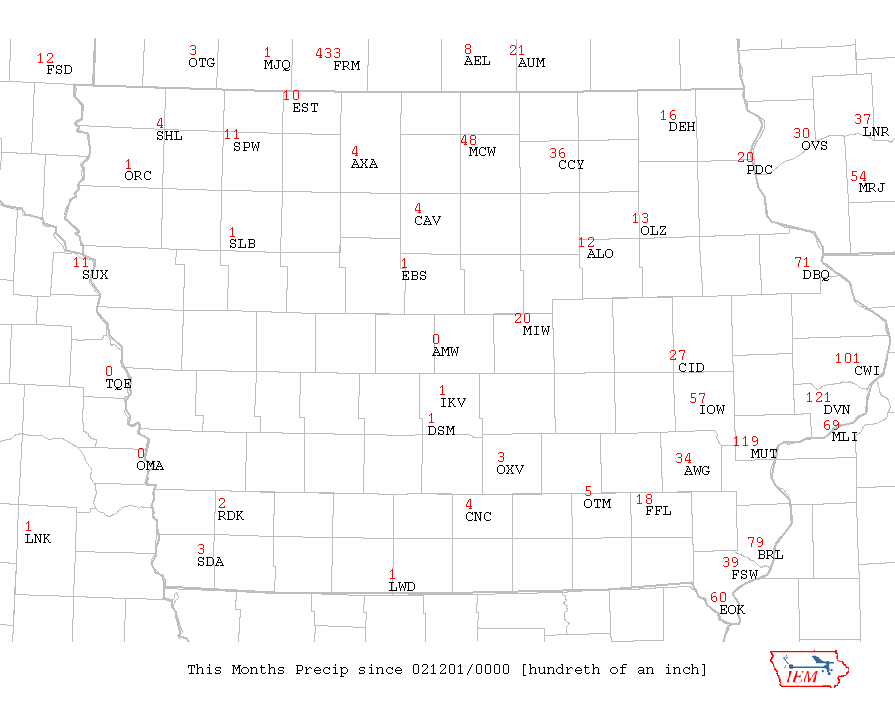 12 FSD
3 OTG
1 MJQ
433 FRM
8 AEL
21 AUM
10 EST
4 SHL
11 SPW
1 ORC
4 AXA
48 MCW
36 CCY
16 DEH
20 PDC
30 OVS
37 LNR
54 MRJ
4 CAV
1 SLB
13 OLZ
12 ALO
11 SUX
1 EBS
71 DBQ
20 MIW
0 AMW
27 CID
101 CWI
0 TQE
1 IKV
57 IOW
121 DVN
1 DSM
69 MLI
119 MUT
0 OMA
3 OXV
34 AWG
2 RDK
4 CNC
5 OTM
18 FFL
1 LNK
3 SDA
79 BRL
39 FSW
1 LWD
60 EOK
This Months Precip since 021201/0000 [hundreth of an inch]
IEM